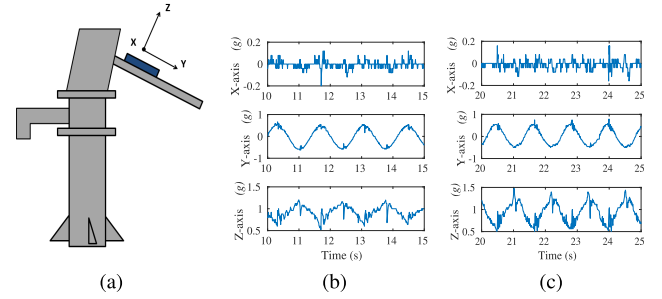 Z
X
Y
(a)
(g)
X-axis
0.2
0
-0.2
10 11 12 13 14 15
(g)
Y-axis
1
0
-1
10 11 12 13 14 15
(g)
Z-axis
1.5
1
0.5
10 11 12 13 14 15
Time (s)
(b)
(g)
X-axis
0.2
0
-0.2
20 21 22 23 24 25
(g)
Y-axis
1
0
-1
20 21 22 23 24 25
(g)
Z-axis
1.5
1
0.5
20 21 22 23 24 25
Time (s)
(c)